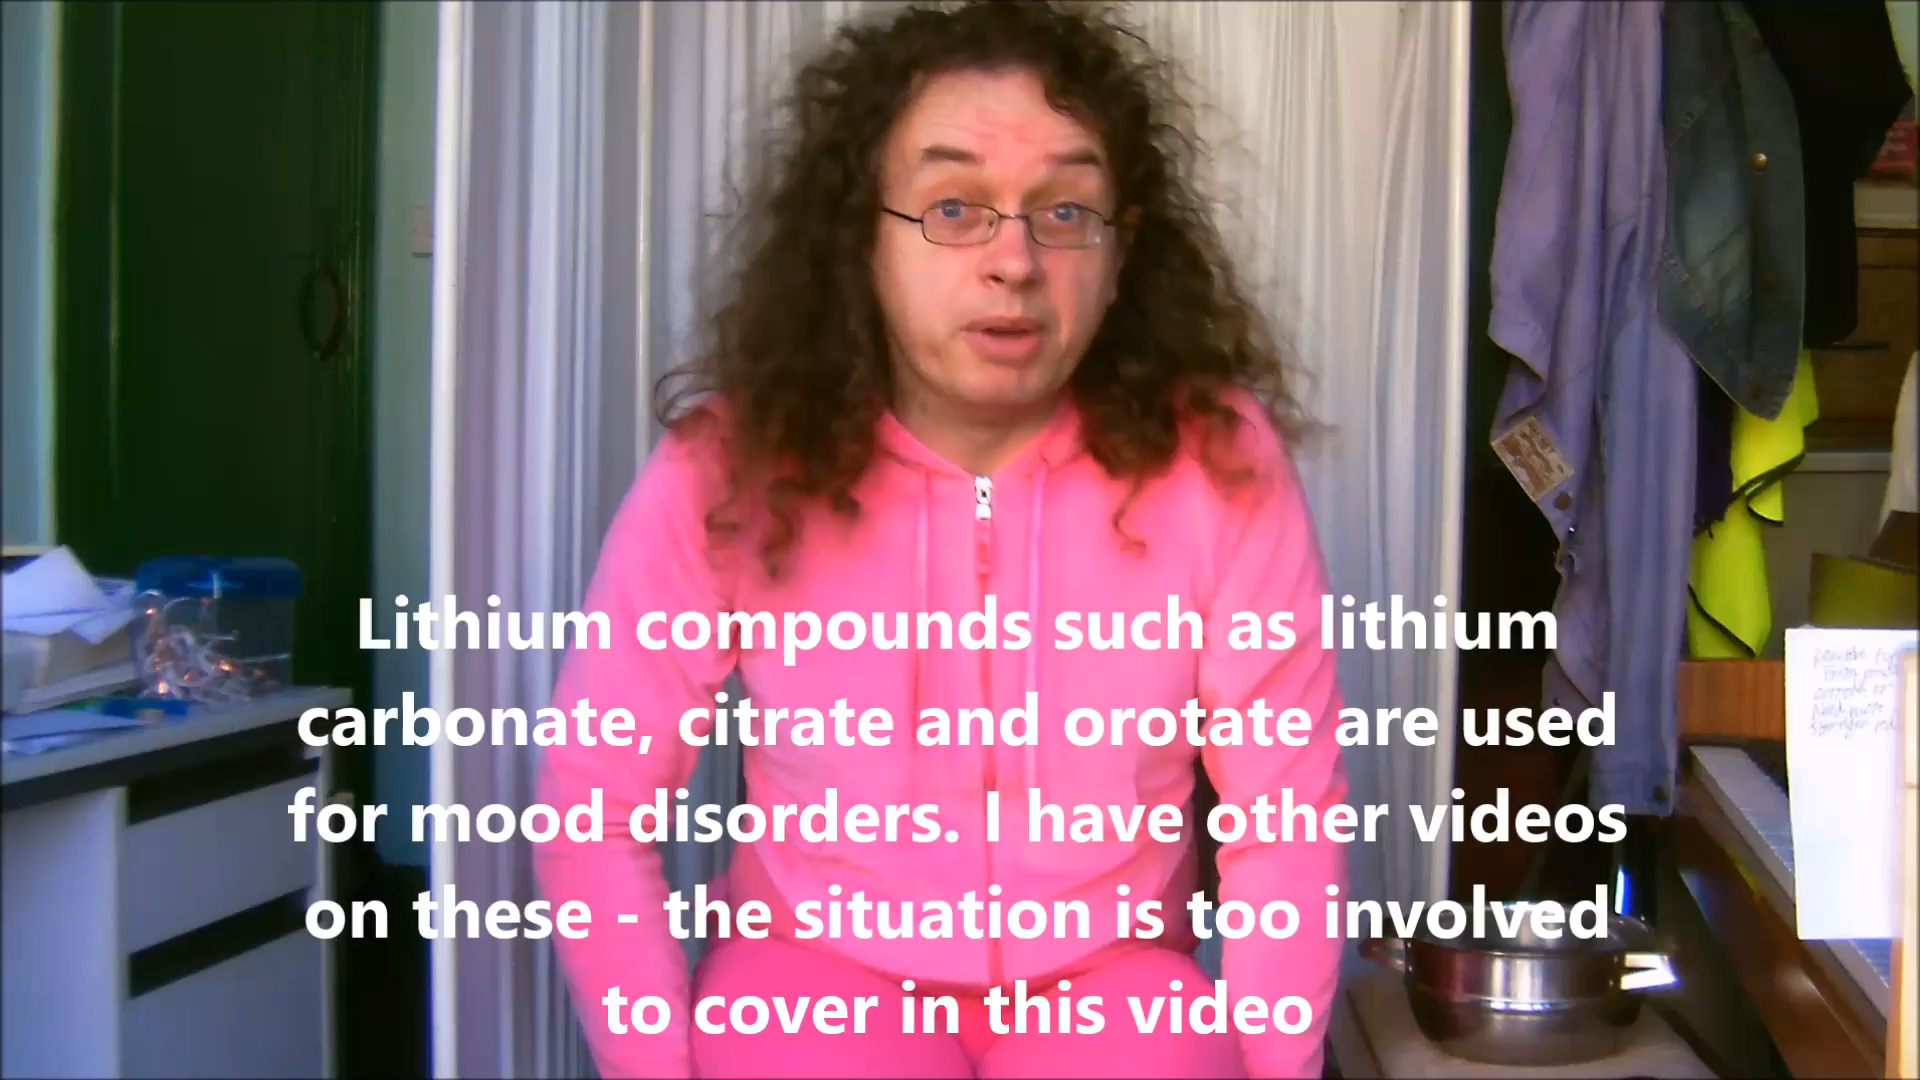 Lithium compounds such as lithium
carbonate, citrate and orotate are used
for mood disorders. I have other videos
on these - the situation is too involved
to cover in this video